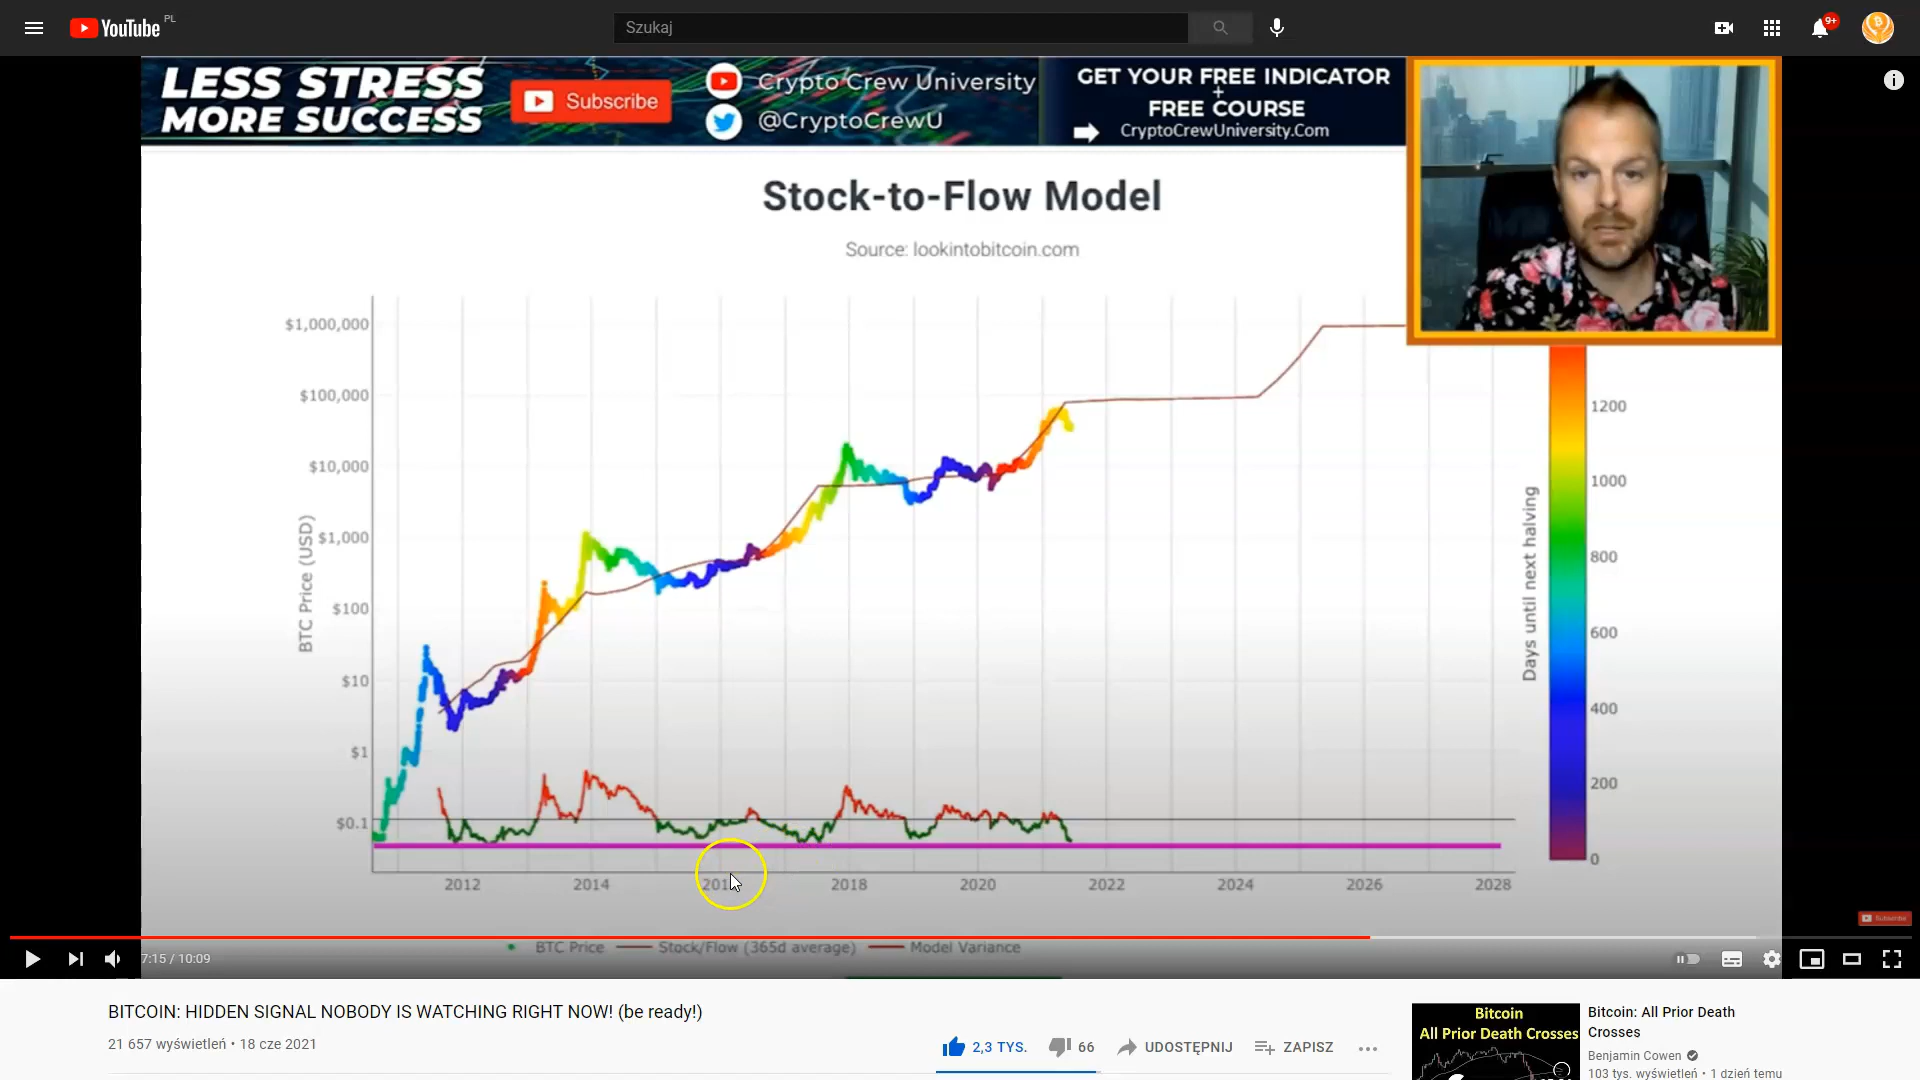 YouTube PL
Szukaj
9+
LESS STRESS
MORE SUCCESS
Subscribe
Crypto Crew University
@CryptoCrewU
GET YOUR FREE INDICATOR
+
FREE COURSE
CryptoCrewUniversity.Com
Stock-to-Flow Model
Source: lookintobitcoin.com
$1,000,000
$100,000
$10,000
$1,000
$100
$10
$1
$0.1
BTC Price (USD)
2012 2014 2018 2020 2022 2024 2026 2028
1200
1000
800
600
400
200
0
Days until next halving
BTC Price Stock/Flow (365d average) Model Variance
Subscribe
7:15 / 10:09
BITCOIN: HIDDEN SIGNAL NOBODY IS WATCHING RIGHT NOW! (be ready!)
21 657 wyświetleń • 18 cze 2021
2,3 TYS. 66 UDOSTĘPNIJ ZAPISZ
Bitcoin
All Prior Death Crosses
Bitcoin: All Prior Death
Crosses
Benjamin Cowen
103 tys. wyświetleń • 1 dzień temu